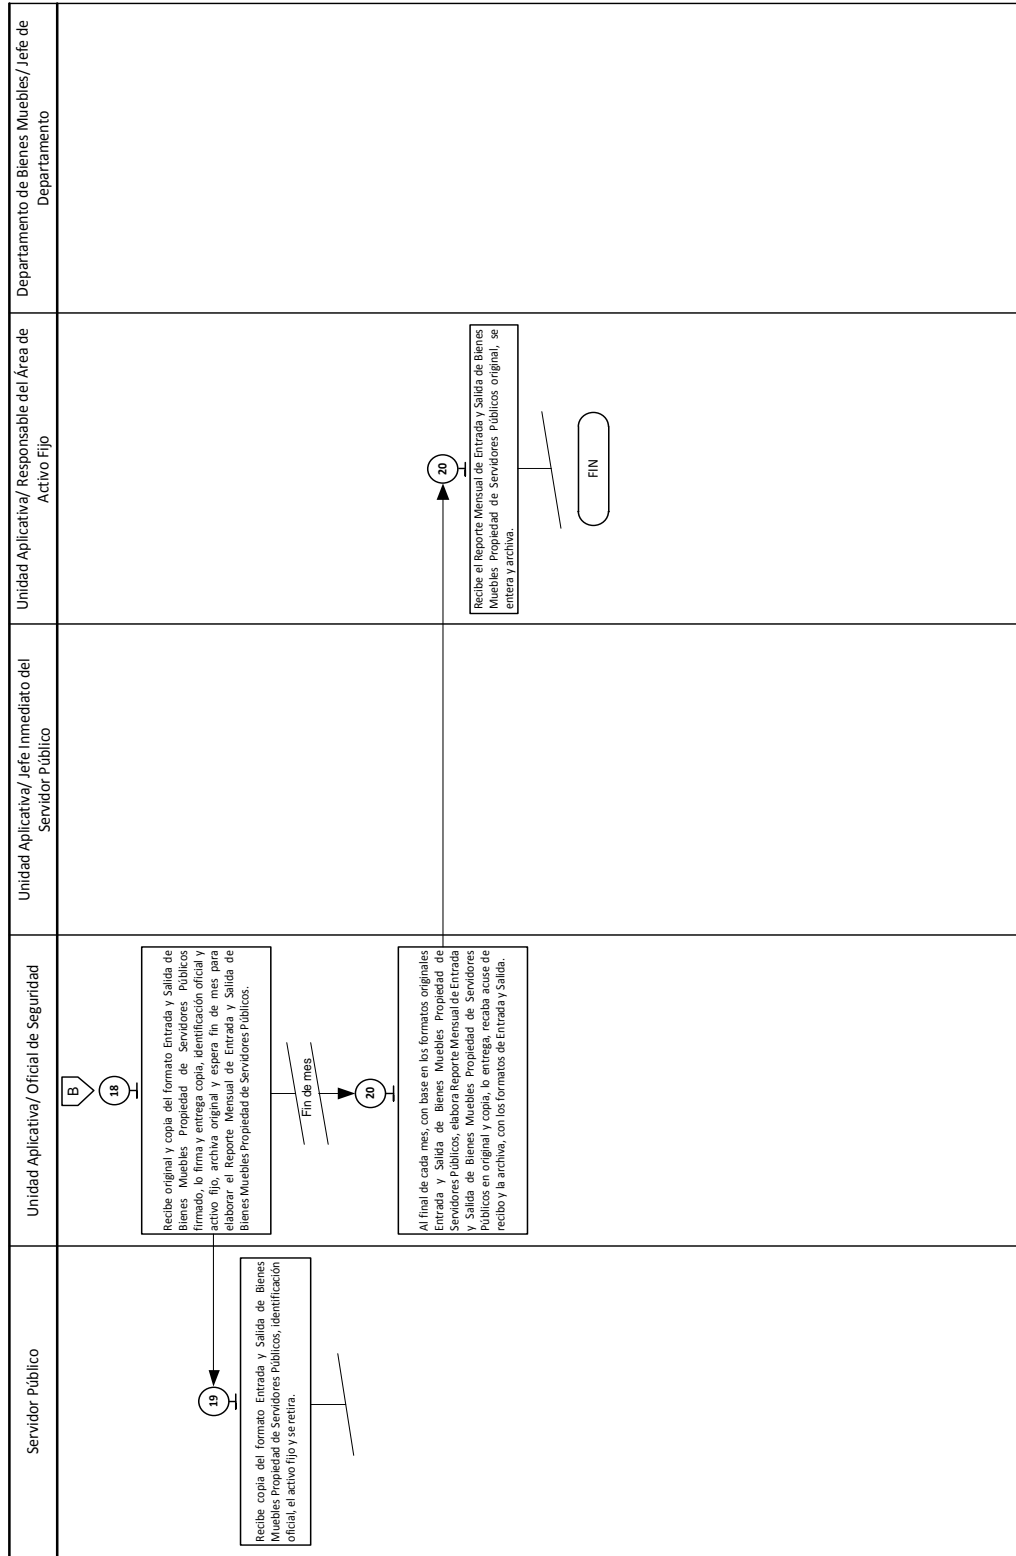 Servidor Público
Unidad Aplicativa/ Oficial de Seguridad
Unidad Aplicativa/ Jefe Inmediato del
Servidor Público
Unidad Aplicativa/ Responsable del Área de
Activo Fijo
Departamento de Bienes Muebles/ Jefe de
Departamento
B
18
Recibe original y copia del formato Entrada y Salida de
Bienes Muebles Propiedad de Servidores Públicos
firmado, lo firma y entrega copia, identificación oficial y
activo fijo, archiva original y espera fin de mes para
elaborar el Reporte Mensual de Entrada y Salida de
Bienes Muebles Propiedad de Servidores Públicos.
19
Recibe copia del formato Entrada y Salida de Bienes
Muebles Propiedad de Servidores Públicos, identificación
oficial, el activo fijo y se retira.
Fin de mes
20
Al final de cada mes, con base en los formatos originales
Entrada y Salida de Bienes Muebles Propiedad de
Servidores Públicos, elabora Reporte Mensual de Entrada
y Salida de Bienes Muebles Propiedad de Servidores
Públicos en original y copia, lo entrega, recaba acuse de
recibo y la archiva, con los formatos de Entrada y Salida.
20
Recibe el Reporte Mensual de Entrada y Salida de Bienes
Muebles Propiedad de Servidores Públicos original, se
entera y archiva.
FIN